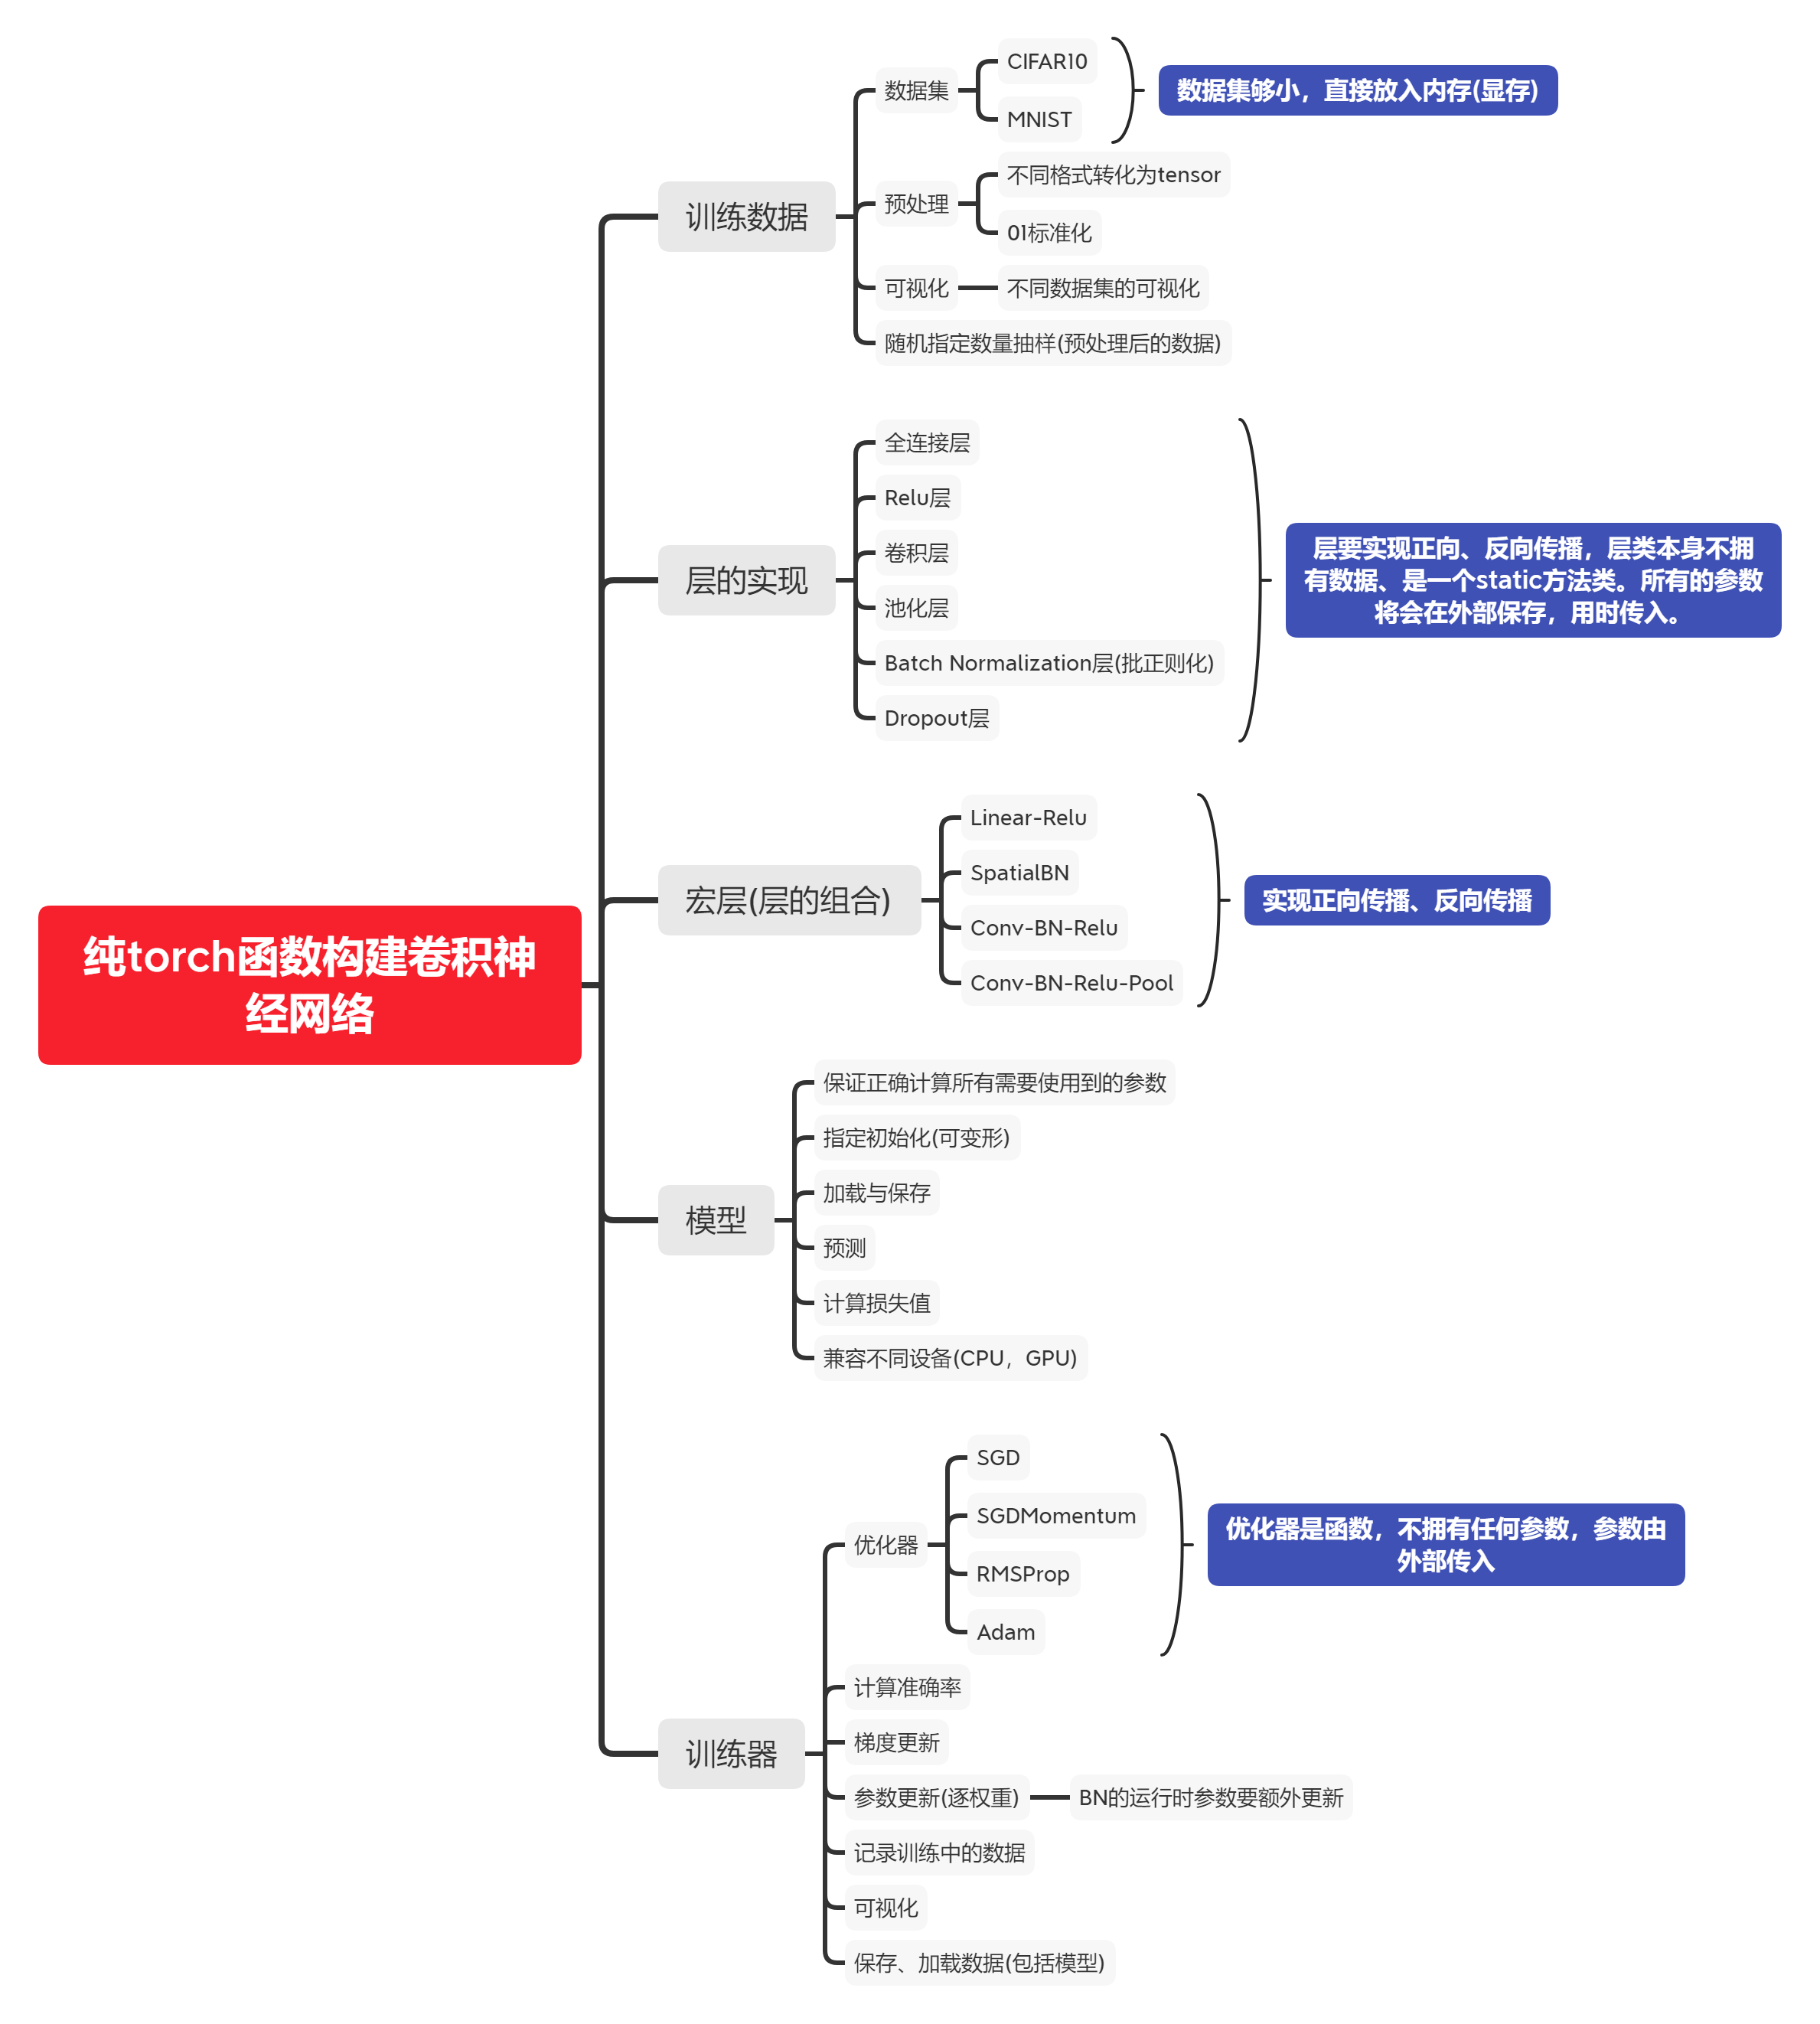 纯torch函数构建卷积神
经网络
训练数据
数据集
CIFAR10
MNIST
数据集够小，直接放入内存(显存)
预处理
不同格式转化为tensor
01标准化
可视化
不同数据集的可视化
随机指定数量抽样(预处理后的数据)
层的实现
全连接层
Relu层
卷积层
池化层
Batch Normalization层(批正则化)
Dropout层
层要实现正向、反向传播，层类本身不拥
有数据、是一个static方法类。所有的参数
将会在外部保存，用时传入。
宏层(层的组合)
Linear-Relu
SpatialBN
Conv-BN-Relu
Conv-BN-Relu-Pool
实现正向传播、反向传播
模型
保证正确计算所有需要使用到的参数
指定初始化(可变形)
加载与保存
预测
计算损失值
兼容不同设备(CPU，GPU)
训练器
优化器
SGD
SGDMomentum
RMSProp
Adam
优化器是函数，不拥有任何参数，参数由
外部传入
计算准确率
梯度更新
参数更新(逐权重)
BN的运行时参数要额外更新
记录训练中的数据
可视化
保存、加载数据(包括模型)